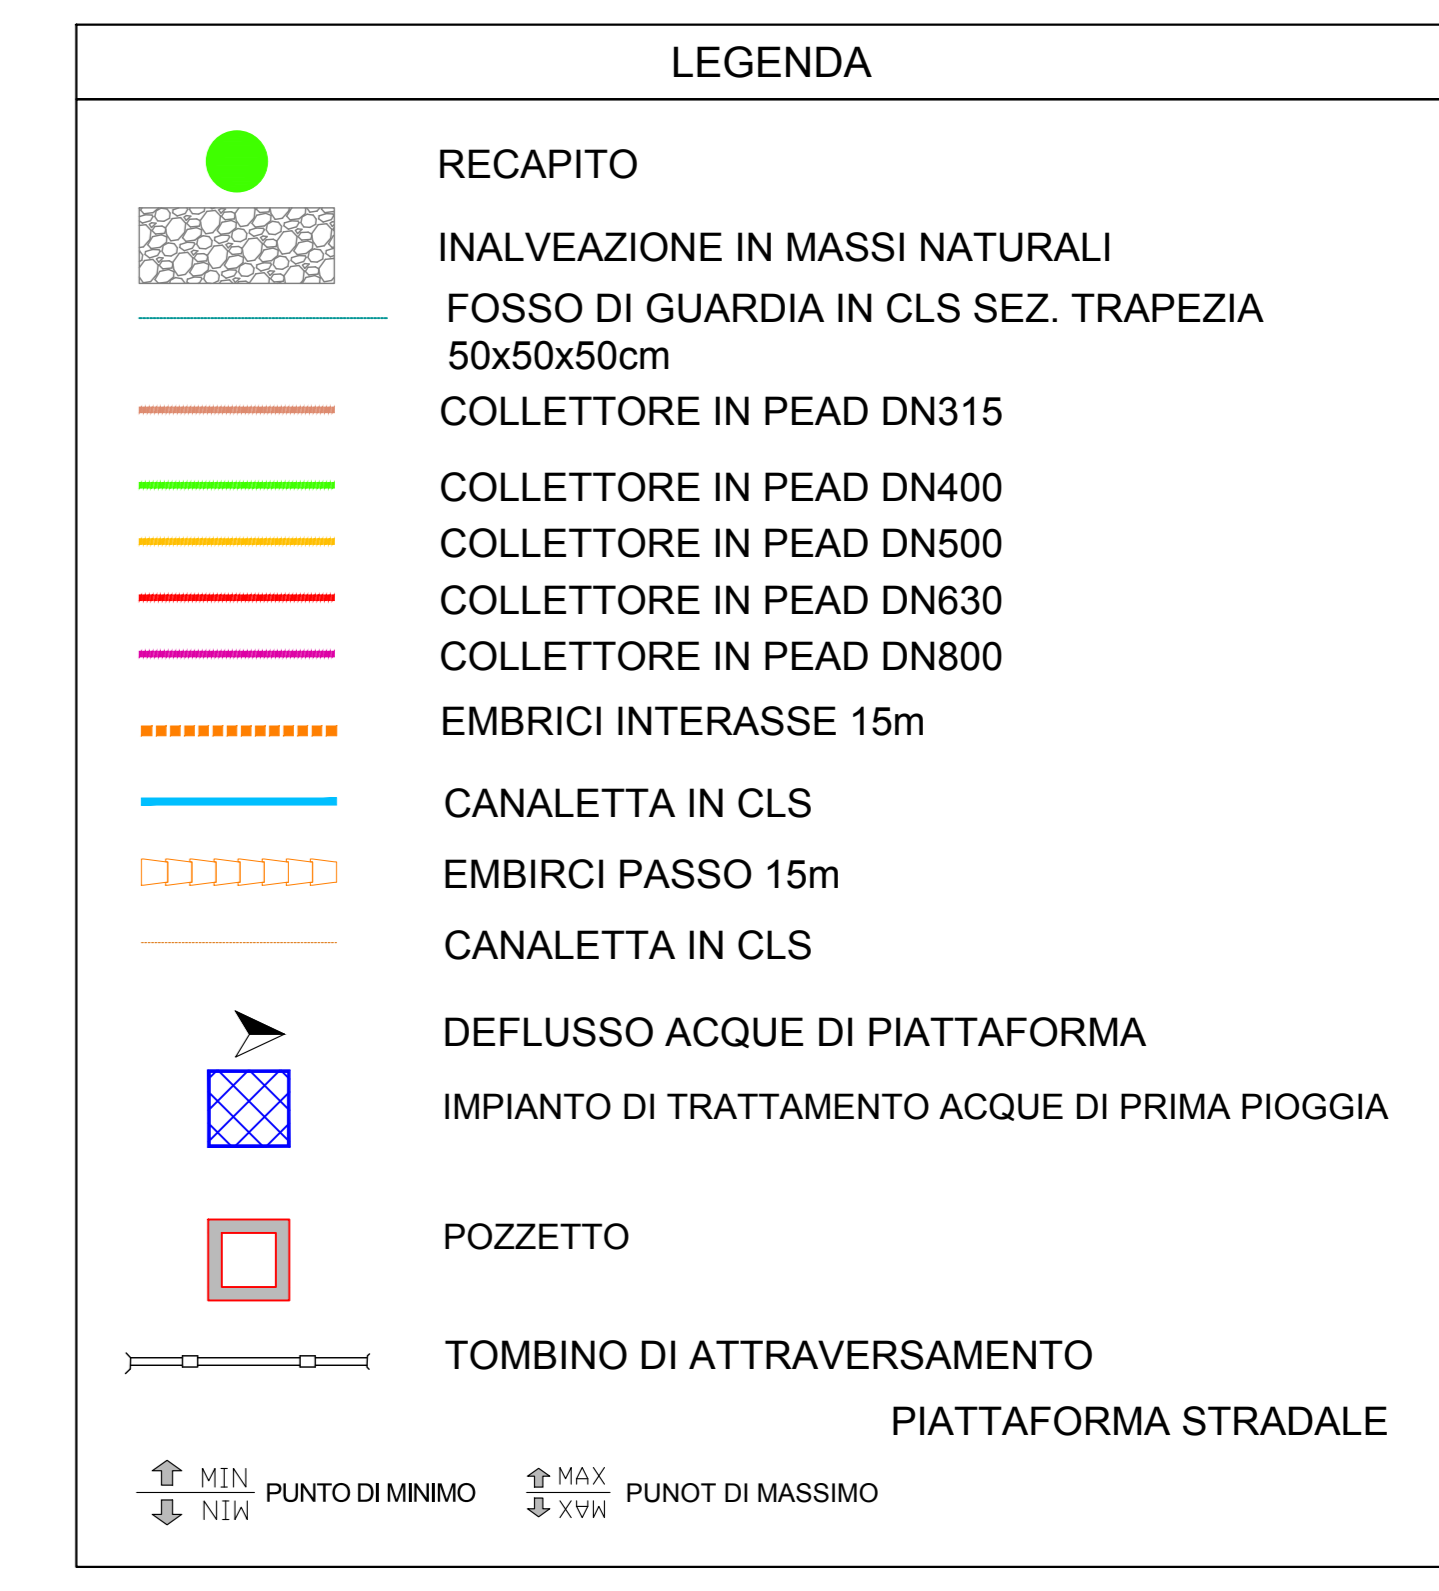 LEGENDA
RECAPITO
INALVEAZIONE IN MASSI NATURALI
FOSSO DI GUARDIA IN CLS SEZ. TRAPEZIA
50x50x50cm
COLLETTORE IN PEAD DN315
COLLETTORE IN PEAD DN400
COLLETTORE IN PEAD DN500
COLLETTORE IN PEAD DN630
COLLETTORE IN PEAD DN800
EMBRICI INTERASSE 15m
CANALETTA IN CLS
EMBIRCI PASSO 15m
CANALETTA IN CLS
DEFLUSSO ACQUE DI PIATTAFORMA
IMPIANTO DI TRATTAMENTO ACQUE DI PRIMA PIOGGIA
POZZETTO
TOMBINO DI ATTRAVERSAMENTO
PIATTAFORMA STRADALE
MIN
MIN
PUNTO DI MINIMO
MAX
MAX
PUNOT DI MASSIMO